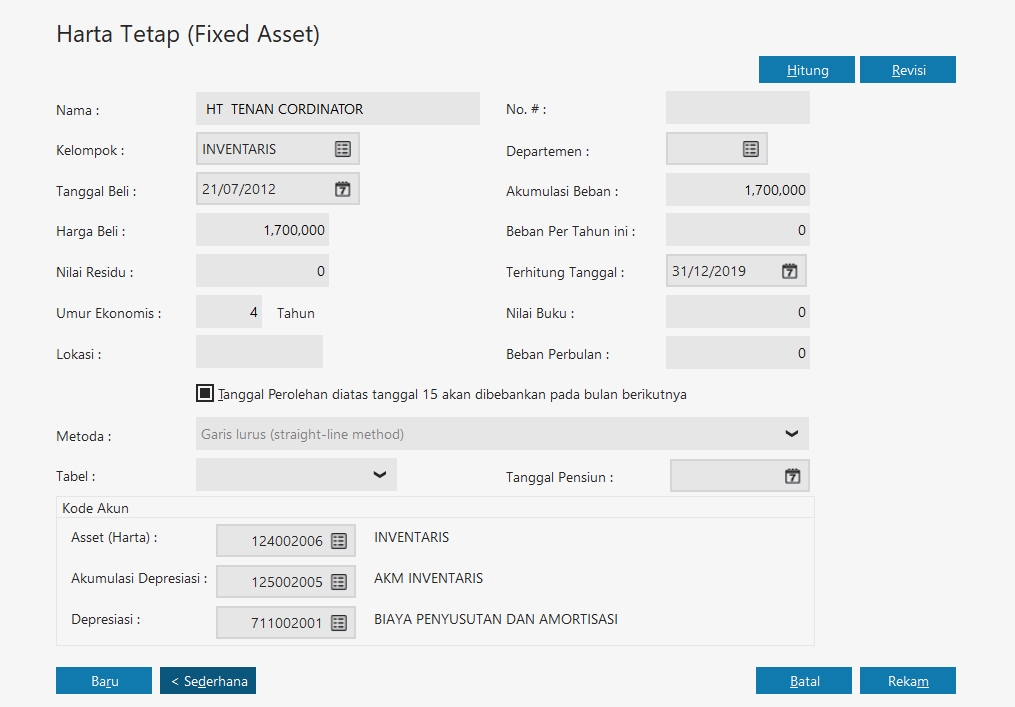 Harta Tetap (Fixed Asset)
Hitung
Revisi
Nama :
HT  TENAN CORDINATOR
No. # :
Kelompok :
INVENTARIS
Departemen :
Tanggal Beli :
21/07/2012
7
Akumulasi Beban :
1,700,000
Harga Beli :
1,700,000
Beban Per Tahun ini :
0
Nilai Residu :
0
Terhitung Tanggal :
31/12/2019
7
Umur Ekonomis :
4
Tahun
Nilai Buku :
0
Lokasi :
Beban Perbulan :
0
Tanggal Perolehan diatas tanggal 15 akan dibebankan pada bulan berikutnya
Metoda :
Garis lurus (straight-line method)
Tabel :
Tanggal Pensiun :
7
Kode Akun
Asset (Harta) :
124002006
INVENTARIS
Akumulasi Depresiasi :
125002005
AKM INVENTARIS
Depresiasi :
711002001
BIAYA PENYUSUTAN DAN AMORTISASI
Baru
< Sederhana
Batal
Rekam